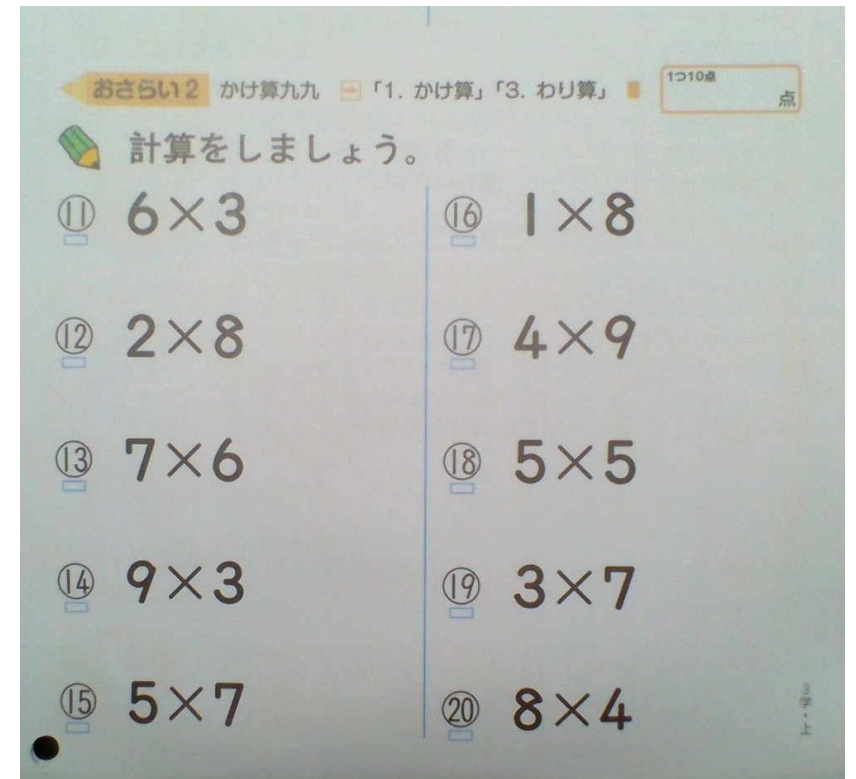 おさらい2 かけ算九九 → 「1. かけ算」「3. わり算」
1つ10点
点
計算をしましょう。
⑪ 6×3
⑫ 2×8
⑬ 7×6
⑭ 9×3
⑮ 5×7
⑯ 1×8
⑰ 4×9
⑱ 5×5
⑲ 3×7
⑳ 8×4
3学・上